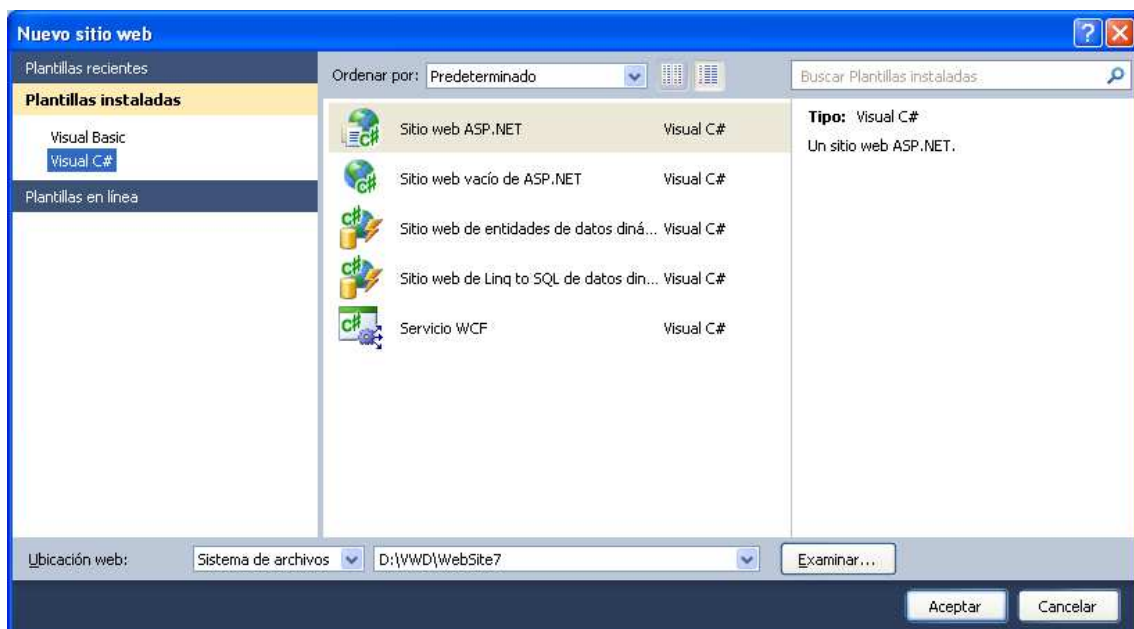 Nuevo sitio web
Plantillas recientes
Plantillas instaladas
Visual Basic
Visual C#
Plantillas en línea
Ordenar por: Predeterminado
Sitio web ASP.NET Visual C#
Sitio web vacío de ASP.NET Visual C#
Sitio web de entidades de datos diná... Visual C#
Sitio web de Linq to SQL de datos din... Visual C#
Servicio WCF Visual C#
Buscar Plantillas instaladas
Tipo: Visual C#
Un sitio web ASP.NET.
Ubicación web: Sistema de archivos D:\VWD\WebSite7 Examinar...
Aceptar Cancelar